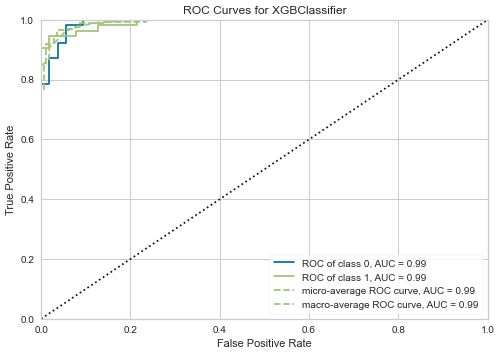 ROC Curves for XGBClassifier
True Positive Rate
1.0
0.8
0.6
0.4
0.2
0.0
ROC of class 0, AUC = 0.99
ROC of class 1, AUC = 0.99
micro-average ROC curve, AUC = 0.99
macro-average ROC curve, AUC = 0.99
0.0 0.2 0.4 0.6 0.8 1.0
False Positive Rate